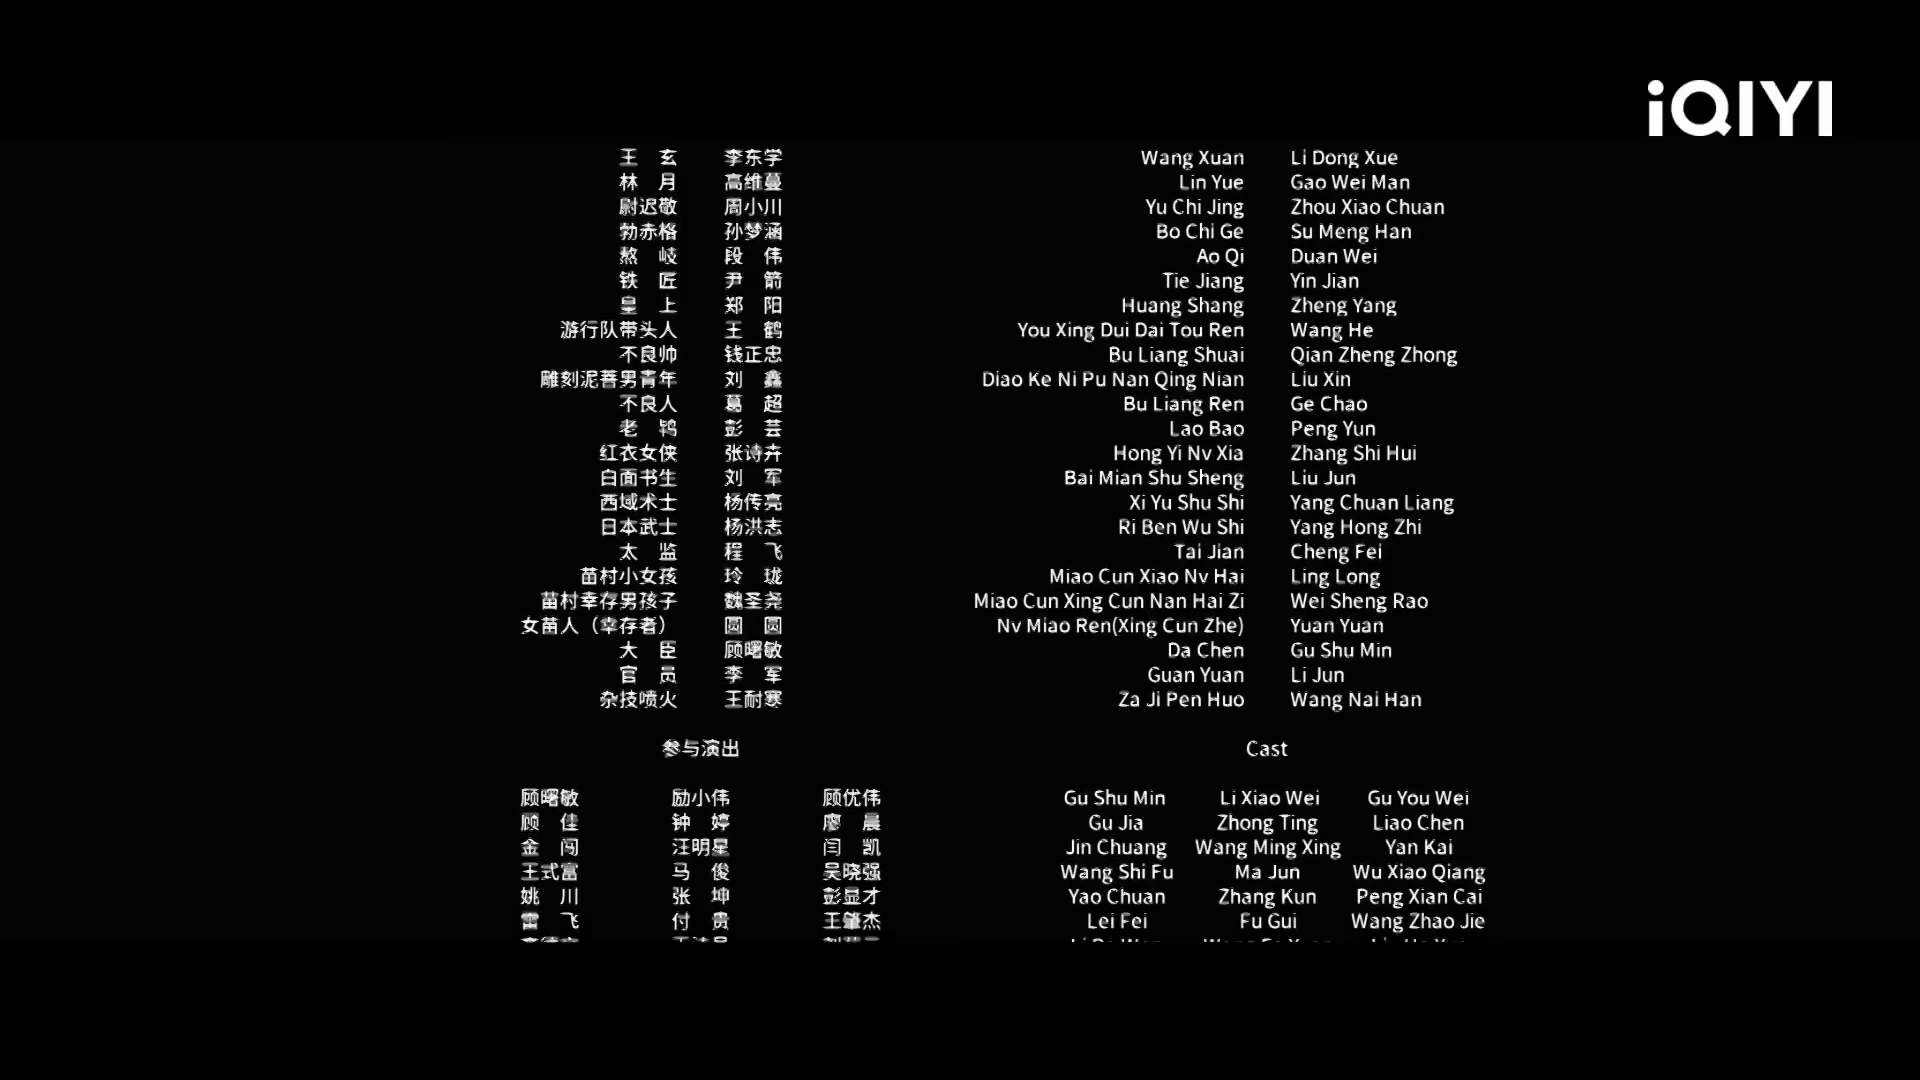 iQIYI
王 玄 李东学 Wang Xuan Li Dong Xue
林 月 高维蔓 Lin Yue Gao Wei Man
尉迟敬 周小川 Yu Chi Jing Zhou Xiao Chuan
勃赤格 孙梦涵 Bo Chi Ge Su Meng Han
熬 岐 段 伟 Ao Qi Duan Wei
铁 匠 尹 箭 Tie Jiang Yin Jian
皇 上 郑 阳 Huang Shang Zheng Yang
游行队带头人 王 鹤 You Xing Dui Dai Tou Ren Wang He
不良帅 钱正忠 Bu Liang Shuai Qian Zheng Zhong
雕刻泥菩男青年 刘 鑫 Diao Ke Ni Pu Nan Qing Nian Liu Xin
不良人 葛 超 Bu Liang Ren Ge Chao
老 鸨 彭 芸 Lao Bao Peng Yun
红衣女侠 张诗卉 Hong Yi Nv Xia Zhang Shi Hui
白面书生 刘 军 Bai Mian Shu Sheng Liu Jun
西域术士 杨传亮 Xi Yu Shu Shi Yang Chuan Liang
日本武士 杨洪志 Ri Ben Wu Shi Yang Hong Zhi
太 监 程 飞 Tai Jian Cheng Fei
苗村小女孩 玲 珑 Miao Cun Xiao Nv Hai Ling Long
苗村幸存男孩子 魏圣尧 Miao Cun Xing Cun Nan Hai Zi Wei Sheng Rao
女苗人（幸存者） 圆 圆 Nv Miao Ren(Xing Cun Zhe) Yuan Yuan
大 臣 顾曙敏 Da Chen Gu Shu Min
官 员 李 军 Guan Yuan Li Jun
杂技喷火 王耐寒 Za Ji Pen Huo Wang Nai Han
参与演出 Cast
顾曙敏 励小伟 顾优伟 Gu Shu Min Li Xiao Wei Gu You Wei
顾 佳 钟 婷 廖 晨 Gu Jia Zhong Ting Liao Chen
金 闯 汪明星 闫 凯 Jin Chuang Wang Ming Xing Yan Kai
王式富 马 俊 吴晓强 Wang Shi Fu Ma Jun Wu Xiao Qiang
姚 川 张 坤 彭显才 Yao Chuan Zhang Kun Peng Xian Cai
雷 飞 付 贵 王肇杰 Lei Fei Fu Gui Wang Zhao Jie